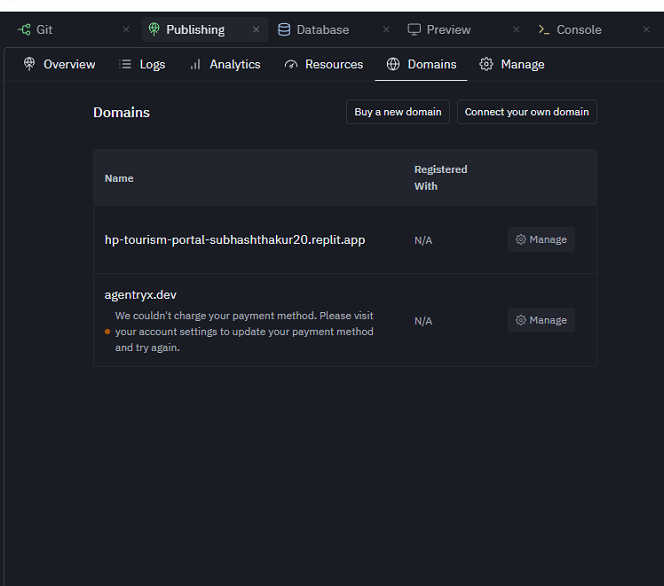 Git
Publishing
Database
Preview
Console
Overview
Logs
Analytics
Resources
Domains
Manage
Domains
Buy a new domain
Connect your own domain
Name
Registered
With
hp-tourism-portal-subhashthakur20.replit.app
N/A
Manage
agentryx.dev
We couldn't charge your payment method. Please visit
your account settings to update your payment method
and try again.
N/A
Manage